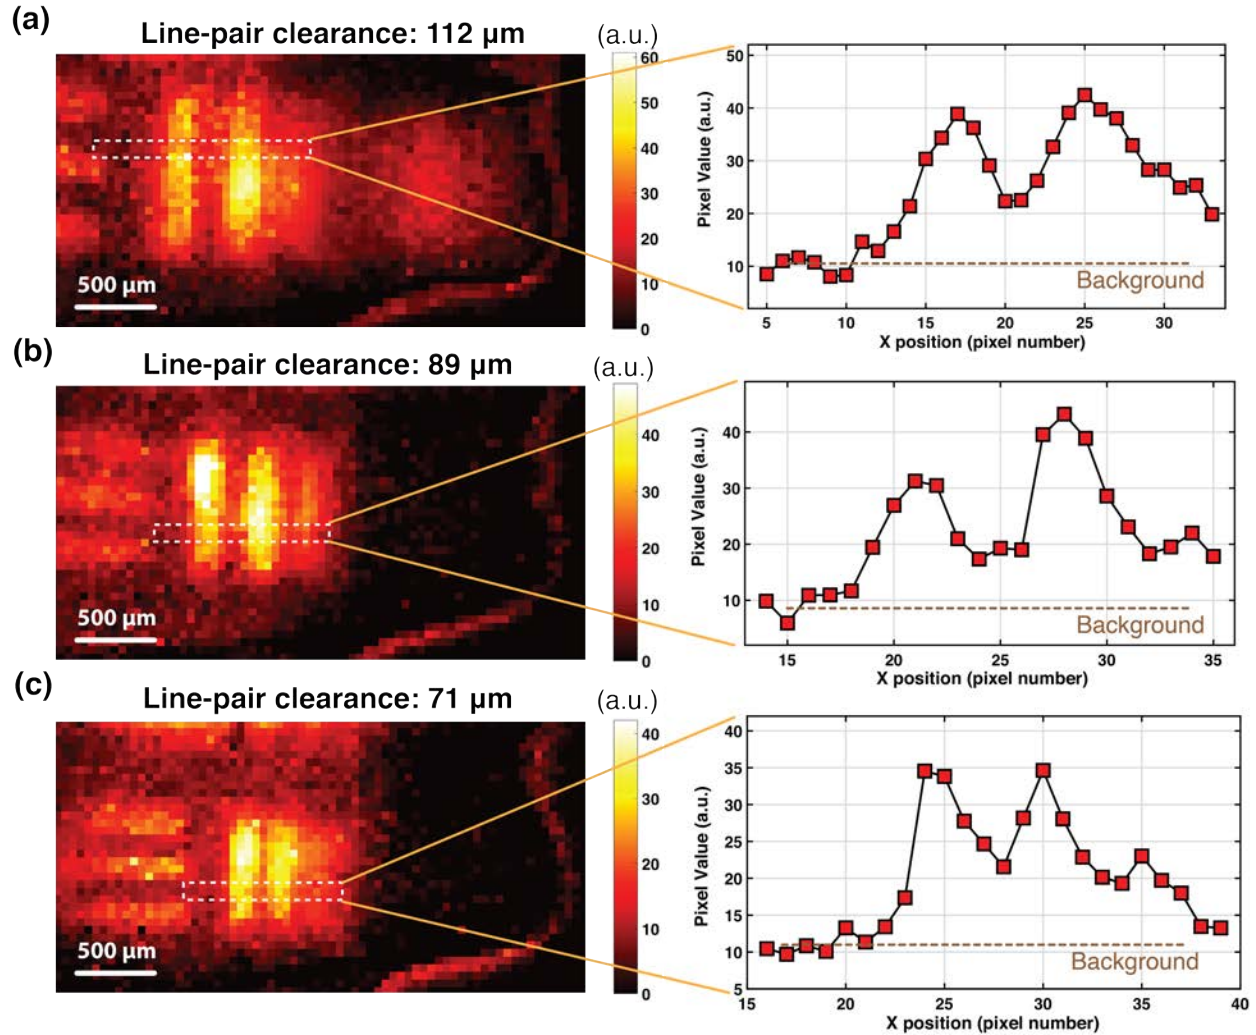 (a)
Line-pair clearance: 112 µm
(a.u.)
60
50
40
30
20
10
0
500 µm
50
40
30
20
10
Pixel Value (a.u.)
Background
5 10 15 20 25 30
X position (pixel number)
(b)
Line-pair clearance: 89 µm
(a.u.)
40
30
20
10
0
500 µm
40
30
20
10
Pixel Value (a.u.)
Background
15 20 25 30 35
X position (pixel number)
(c)
Line-pair clearance: 71 µm
(a.u.)
40
30
20
10
0
500 µm
40
35
30
25
20
15
10
5
Pixel Value (a.u.)
Background
15 20 25 30 35 40
X position (pixel number)